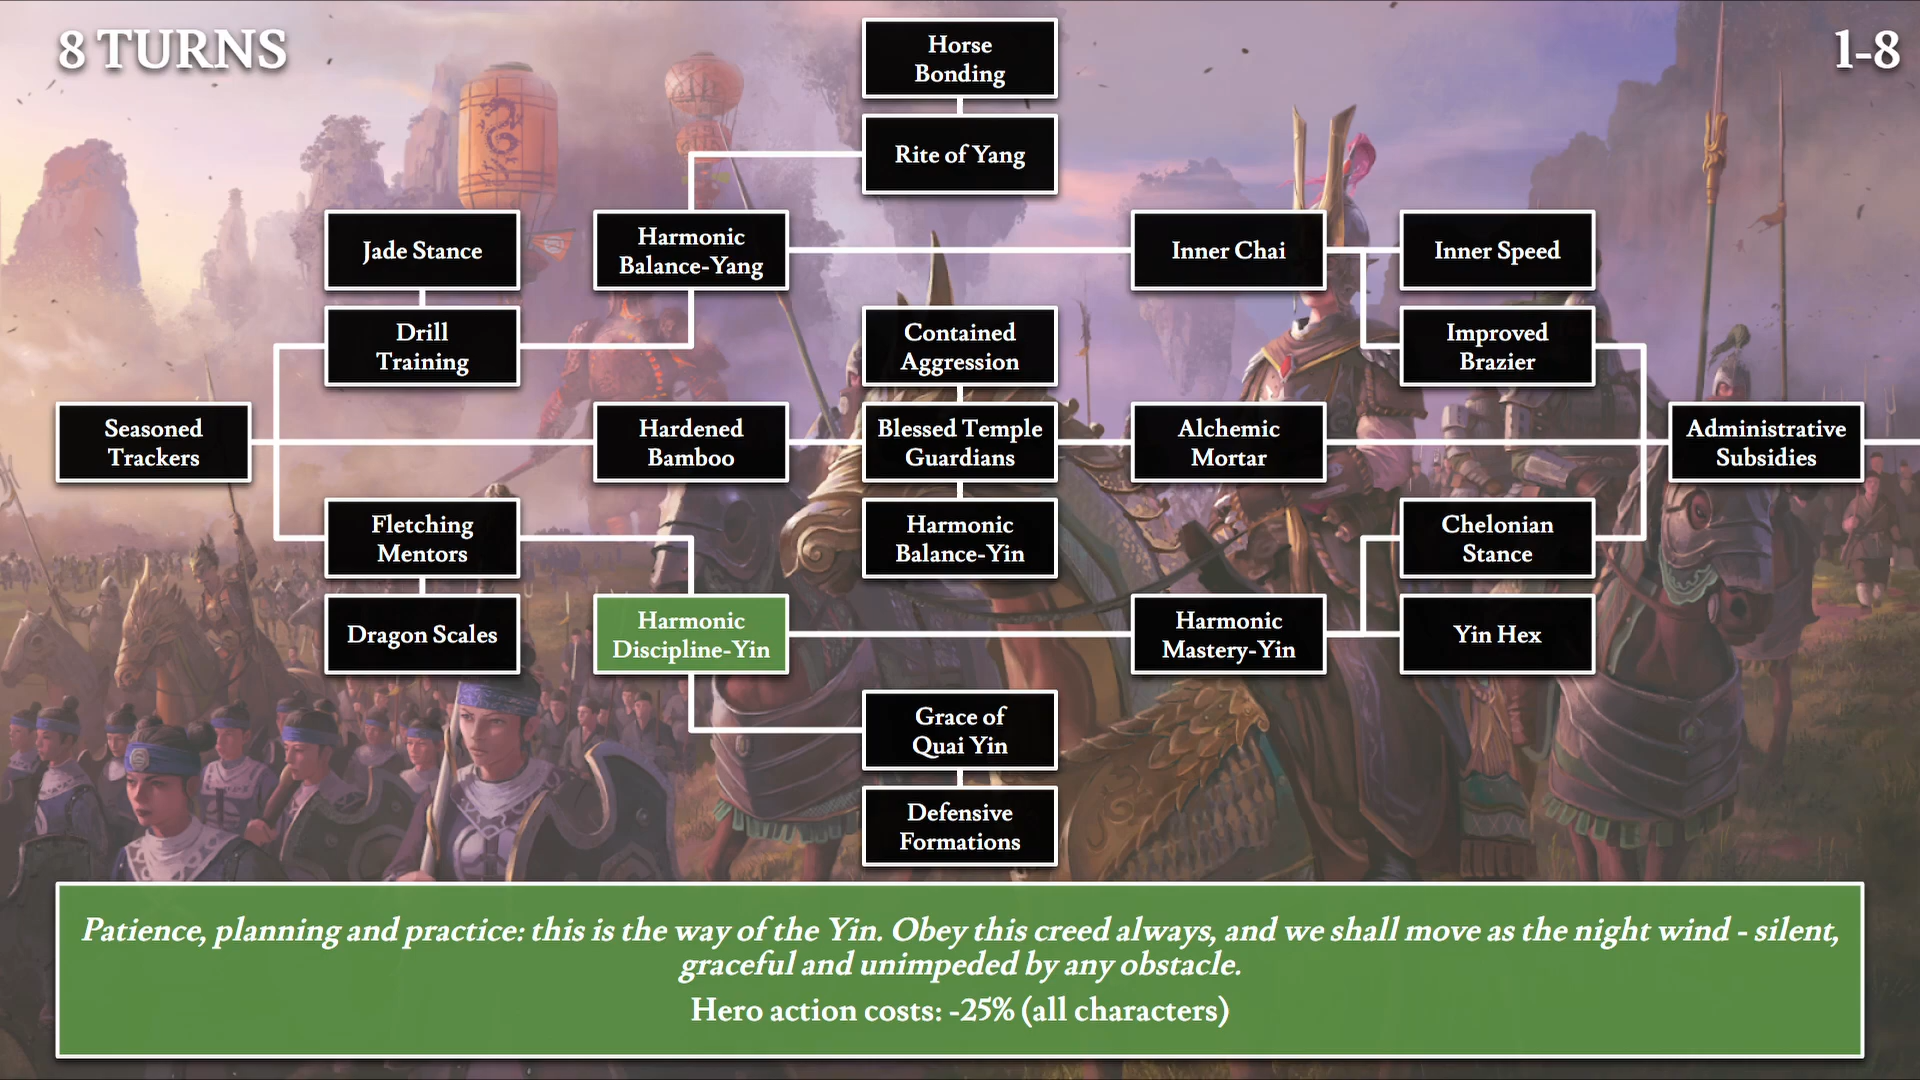 8 TURNS
1-8
Horse
Bonding
Rite of Yang
Jade Stance
Harmonic
Balance-Yang
Inner Chai
Inner Speed
Drill
Training
Contained
Aggression
Improved
Brazier
Seasoned
Trackers
Hardened
Bamboo
Blessed Temple
Guardians
Alchemic
Mortar
Administrative
Subsidies
Fletching
Mentors
Harmonic
Balance-Yin
Chelonian
Stance
Dragon Scales
Harmonic
Discipline-Yin
Harmonic
Mastery-Yin
Yin Hex
Grace of
Quai Yin
Defensive
Formations
Patience, planning and practice: this is the way of the Yin. Obey this creed always, and we shall move as the night wind - silent,
graceful and unimpeded by any obstacle.
Hero action costs: -25% (all characters)